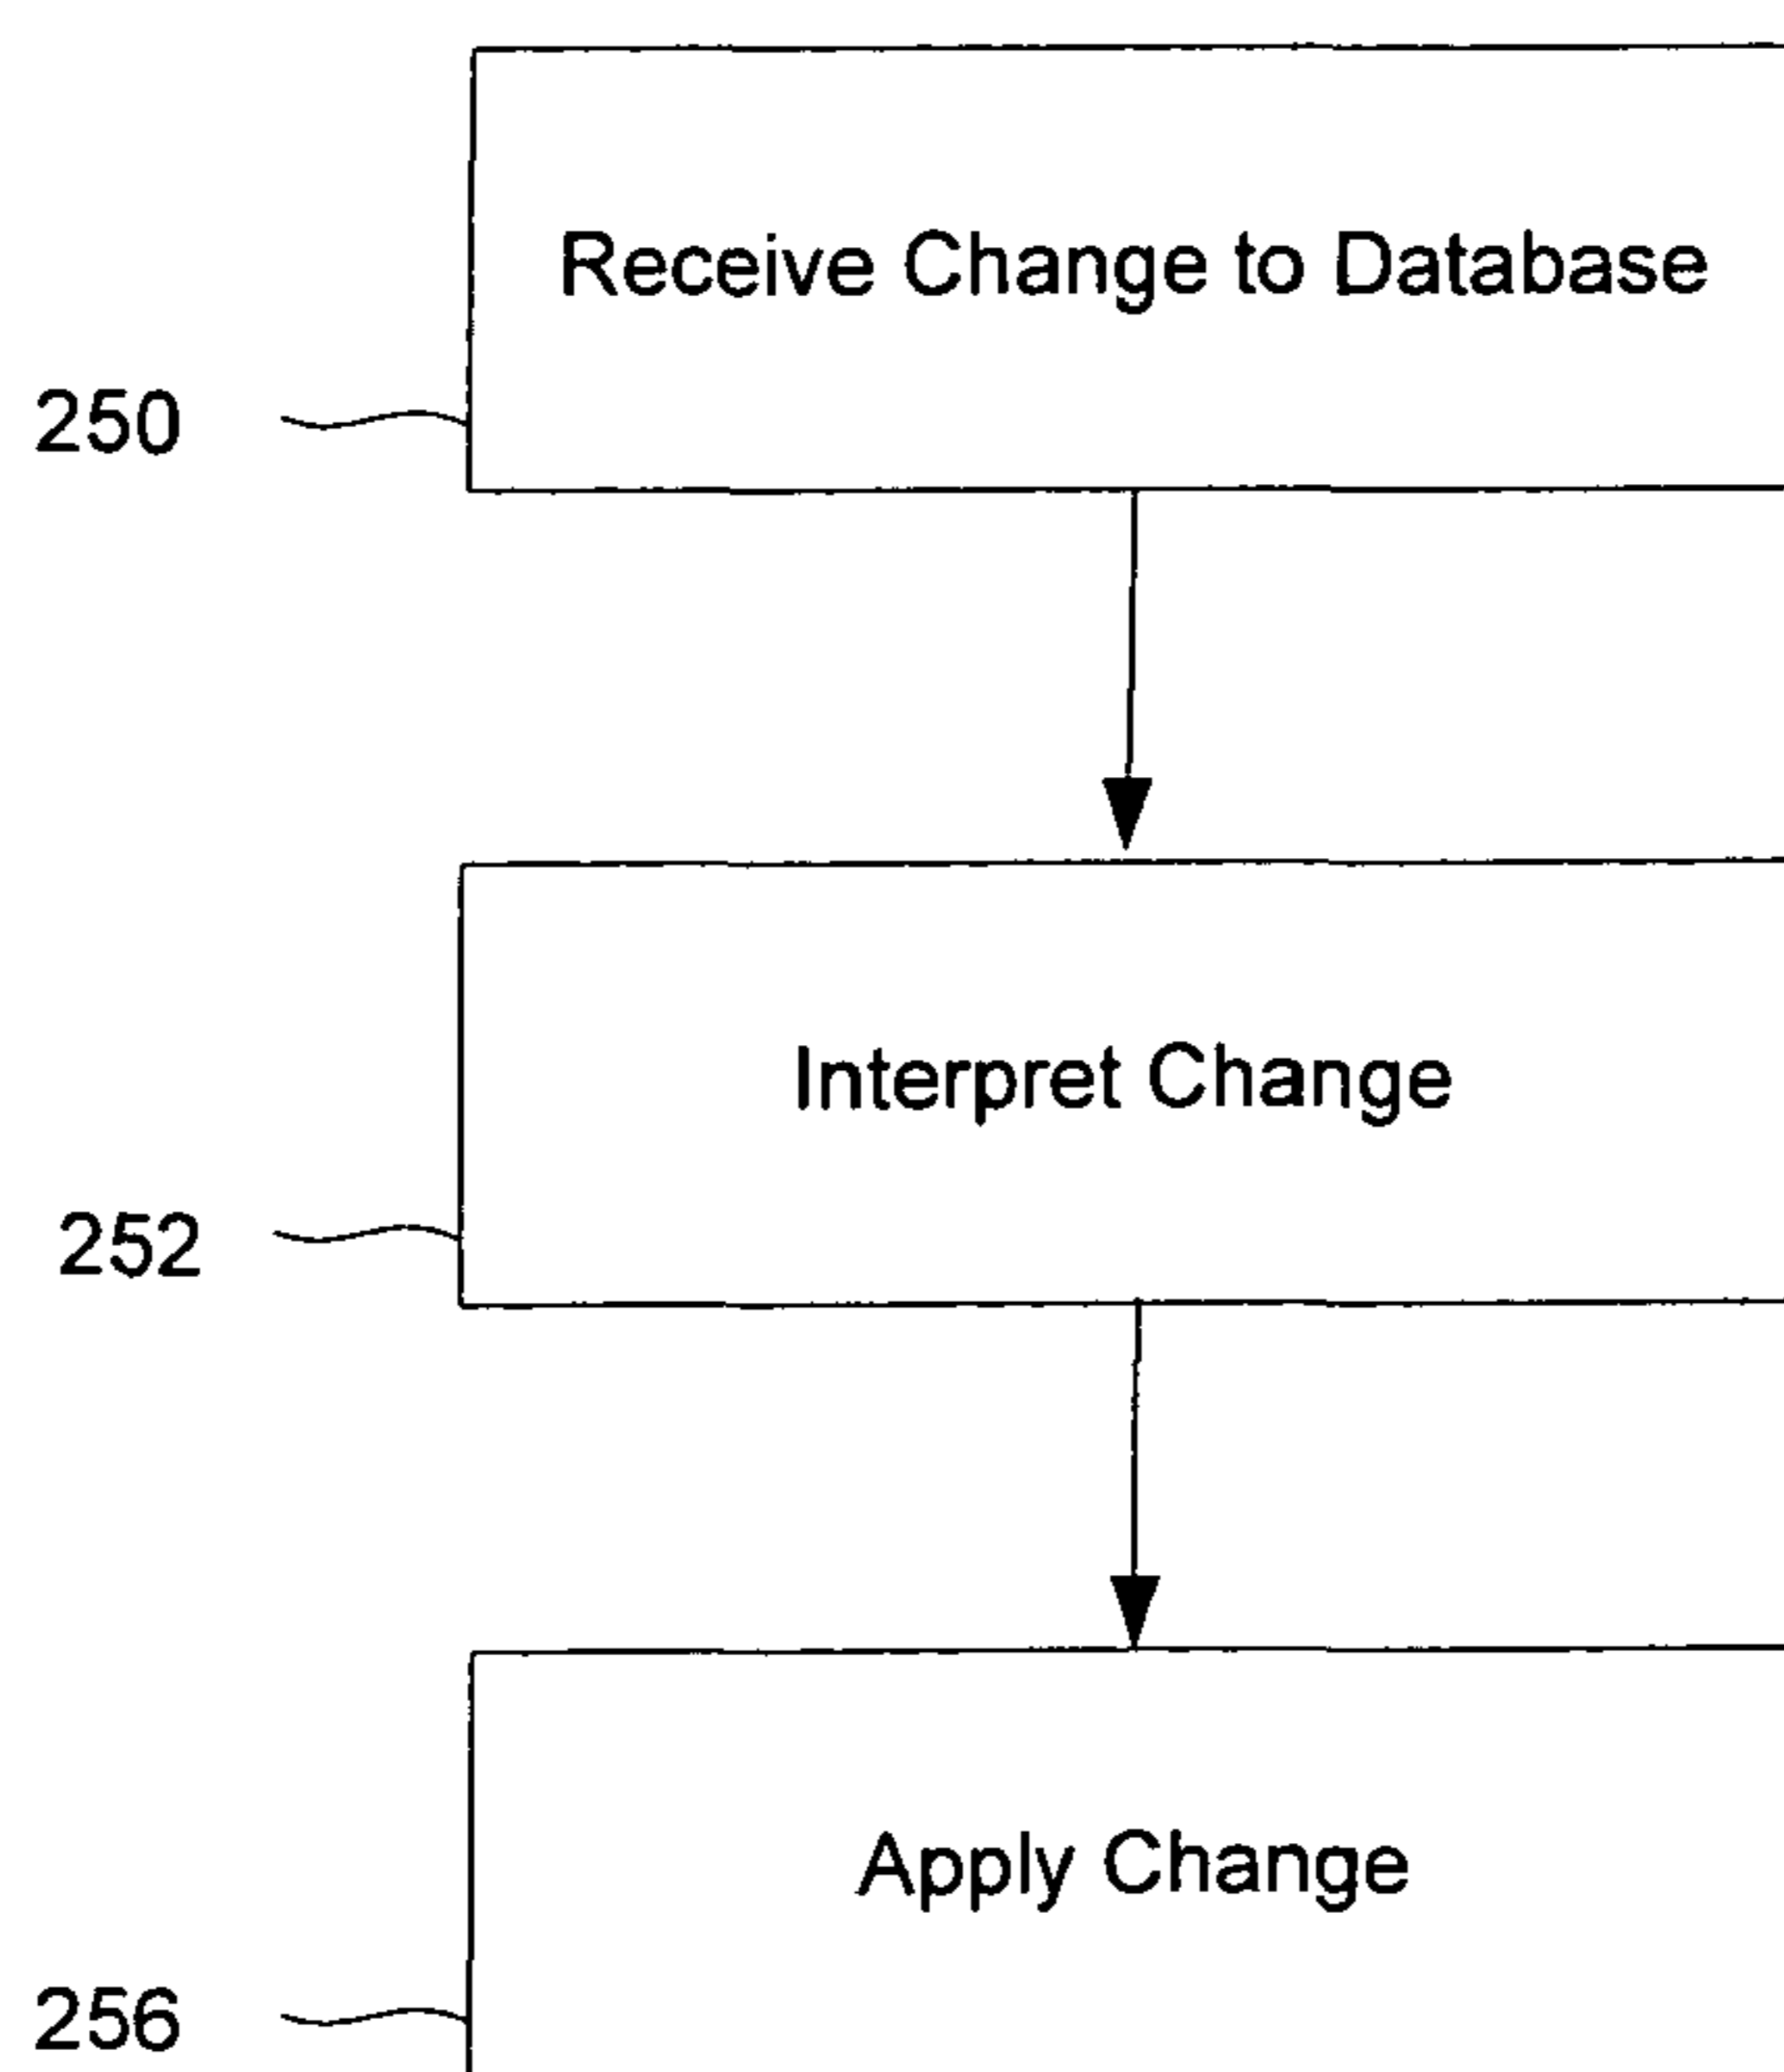 Receive Change to Database
250
Interpret Change
252
Apply Change
256